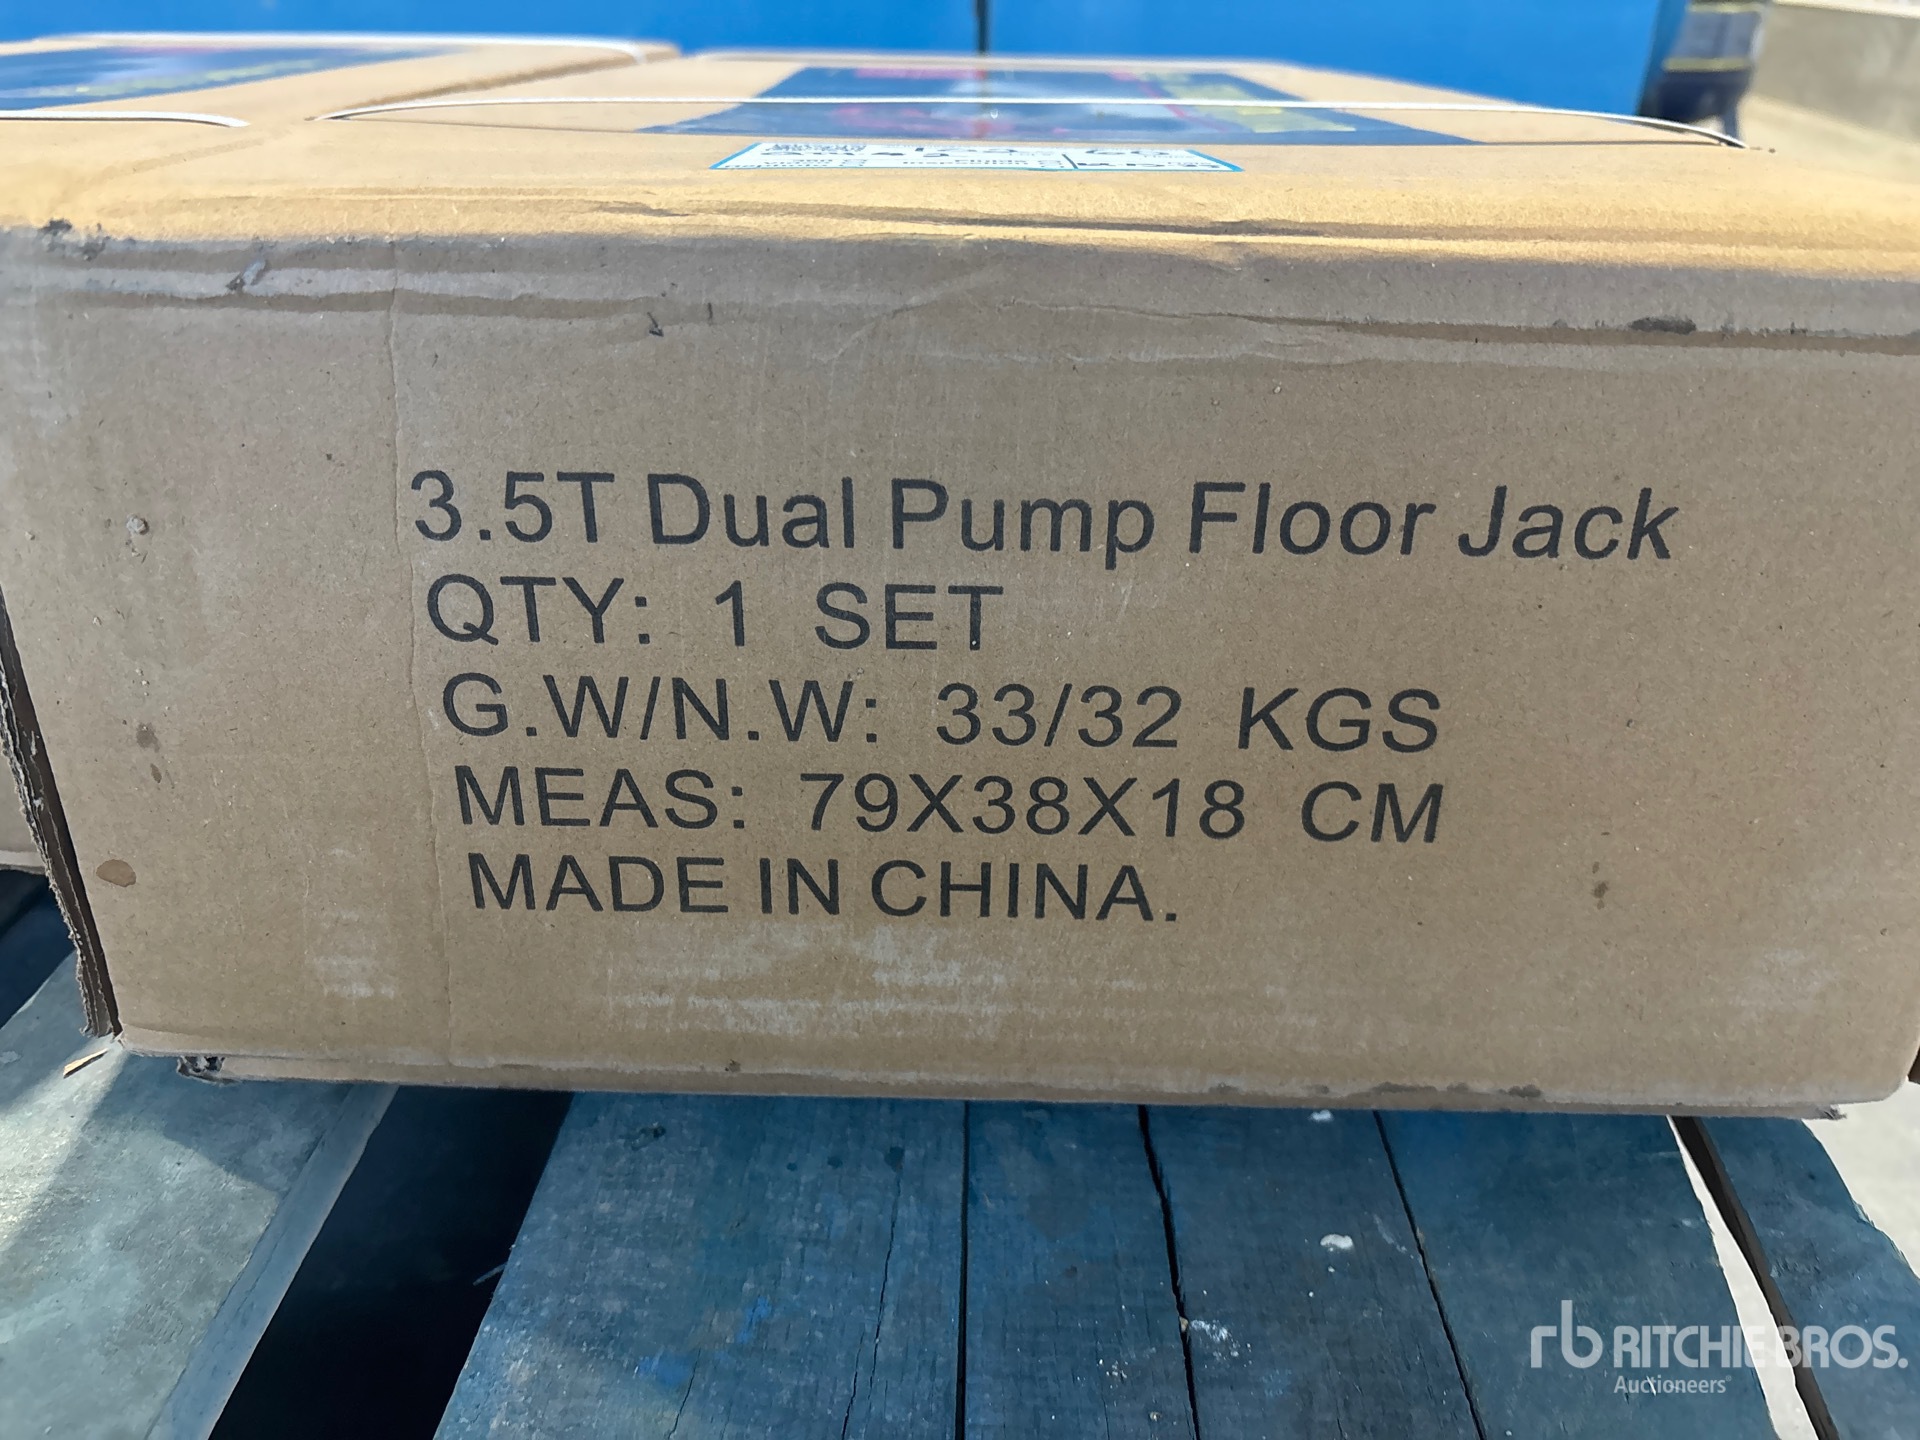 3.5T Dual Pump Floor Jack
QTY: 1 SET
G.W/N.W: 33/32 KGS
MEAS: 79X38X18 CM
MADE IN CHINA.
rb RITCHIE BROS.
Auctioneers